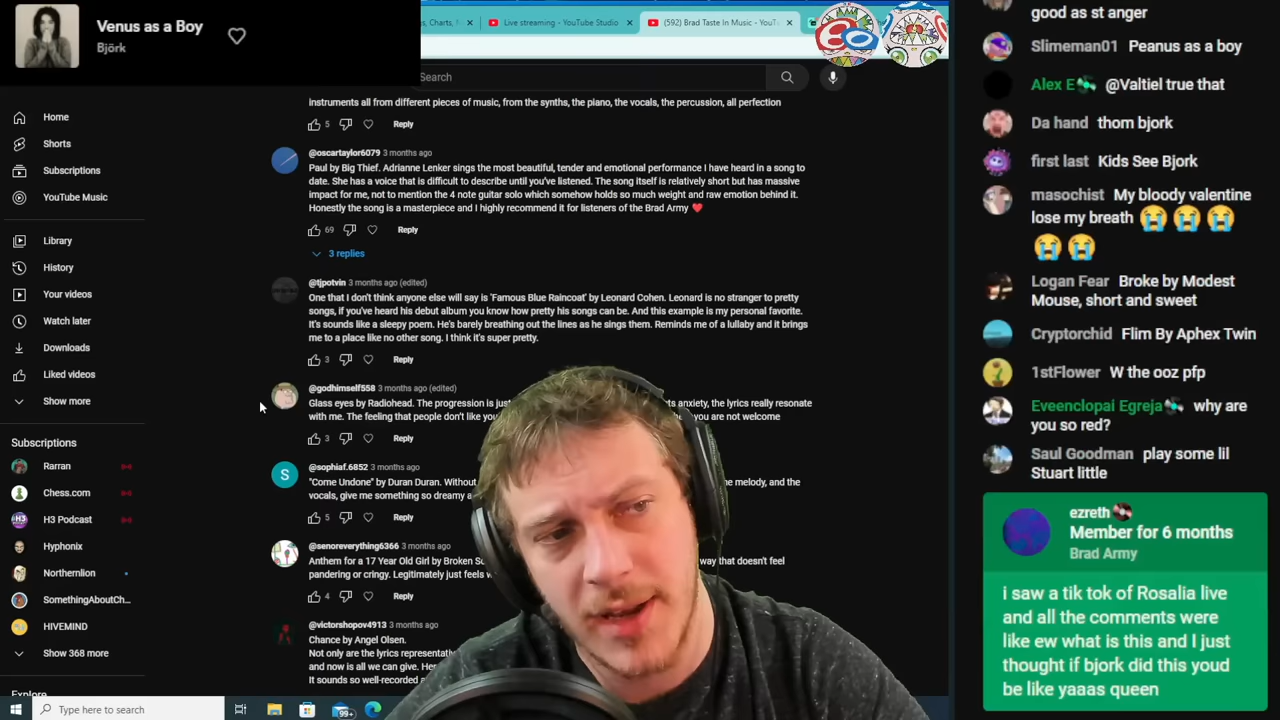 Venus as a Boy
Björk
s, Charts, M
Live streaming - YouTube Studio
(592) Brad Taste In Music - YouT
Search
Home
Shorts
Subscriptions
YouTube Music
Library
History
Your videos
Watch later
Downloads
Liked videos
Show more
Subscriptions
Rarran
Chess.com
H3 Podcast
Hyphonix
Northernlion
SomethingAboutCh...
HIVEMIND
Show 368 more
Explore
instruments all from different pieces of music, from the synths, the piano, the vocals, the percussion, all perfection
5 Reply
@oscartaylor6079 3 months ago
Paul by Big Thief. Adrianne Lenker sings the most beautiful, tender and emotional performance I have heard in a song to
date. She has a voice that is difficult to describe until you've listened. The song itself is relatively short but has massive
impact for me, not to mention the 4 note guitar solo which somehow holds so much weight and raw emotion behind it.
Honestly the song is a masterpiece and I highly recommend it for listeners of the Brad Army ❤️
69 Reply
3 replies
@tjpotvin 3 months ago (edited)
One that I don't think anyone else will say is 'Famous Blue Raincoat' by Leonard Cohen. Leonard is no stranger to pretty
songs, if you've heard his debut album you know how pretty his songs can be. And this example is my personal favorite.
It's sounds like a sleepy poem. He's barely breathing out the lines as he sings them. Reminds me of a lullaby and it brings
me to a place like no other song. I think it's super pretty.
3 Reply
@godhimself558 3 months ago (edited)
Glass eyes by Radiohead. The progression is just ts anxiety, the lyrics really resonate
with me. The feeling that people don't like you you are not welcome
3 Reply
S
@sophiaf.6852 3 months ago
"Come Undone" by Duran Duran. Without he melody, and the
vocals, give me something so dreamy a
5 Reply
@senoreverything6366 3 months ago
Anthem for a 17 Year Old Girl by Broken So way that doesn't feel
pandering or cringy. Legitimately just feels w
4 Reply
@victorshopov4913 3 months ago
Chance by Angel Olsen.
Not only are the lyrics representativ
and now is all we can give. Her
It sounds so well-recorded a
Type here to search
99+
good as st anger
Slimeman01 Peanus as a boy
Alex E @Valtiel true that
Da hand thom bjork
first last Kids See Bjork
masochist My bloody valentine
lose my breath 😭😭😭
😭😭
Logan Fear Broke by Modest
Mouse, short and sweet
Cryptorchid Flim By Aphex Twin
1stFlower W the ooz pfp
Eveenclopai Egreja why are
you so red?
Saul Goodman play some lil
Stuart little
ezreth
Member for 6 months
Brad Army
i saw a tik tok of Rosalia live
and all the comments were
like ew what is this and I just
thought if bjork did this youd
be like yaaas queen